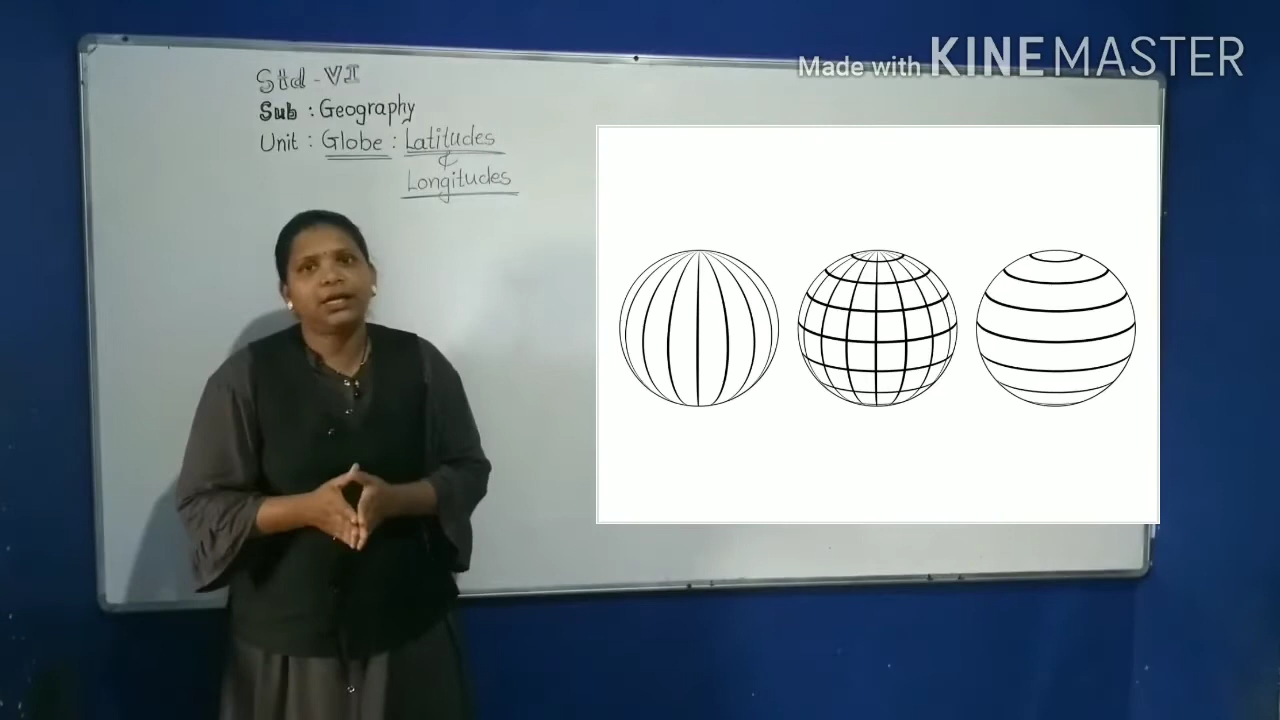 Std - VI
Sub : Geography
Unit : Globe : Latitudes
&
Longitudes
Made with KINEMASTER